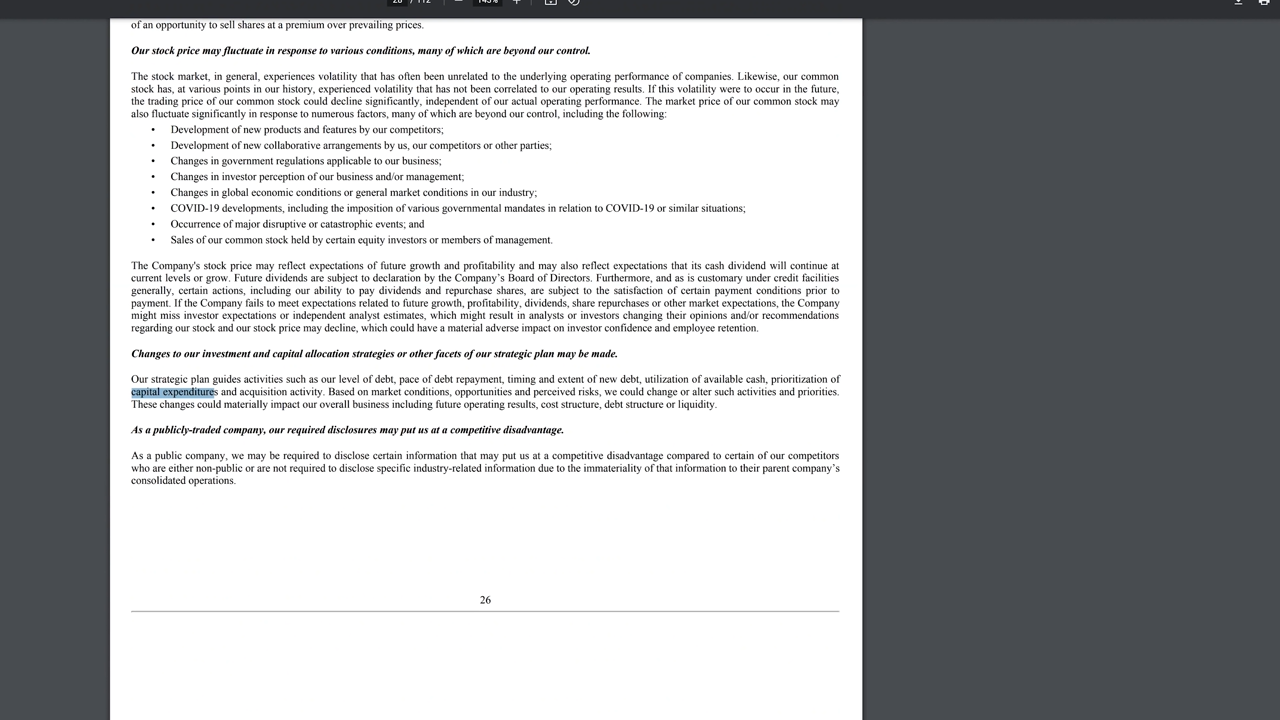 of an opportunity to sell shares at a premium over prevailing prices.
Our stock price may fluctuate in response to various conditions, many of which are beyond our control.
The stock market, in general, experiences volatility that has often been unrelated to the underlying operating performance of companies. Likewise, our common
stock has, at various points in our history, experienced volatility that has not been correlated to our operating results. If this volatility were to occur in the future,
the trading price of our common stock could decline significantly, independent of our actual operating performance. The market price of our common stock may
also fluctuate significantly in response to numerous factors, many of which are beyond our control, including the following:
• Development of new products and features by our competitors;
• Development of new collaborative arrangements by us, our competitors or other parties;
• Changes in government regulations applicable to our business;
• Changes in investor perception of our business and/or management;
• Changes in global economic conditions or general market conditions in our industry;
• COVID-19 developments, including the imposition of various governmental mandates in relation to COVID-19 or similar situations;
• Occurrence of major disruptive or catastrophic events; and
• Sales of our common stock held by certain equity investors or members of management.
The Company's stock price may reflect expectations of future growth and profitability and may also reflect expectations that its cash dividend will continue at
current levels or grow. Future dividends are subject to declaration by the Company’s Board of Directors. Furthermore, and as is customary under credit facilities
generally, certain actions, including our ability to pay dividends and repurchase shares, are subject to the satisfaction of certain payment conditions prior to
payment. If the Company fails to meet expectations related to future growth, profitability, dividends, share repurchases or other market expectations, the Company
might miss investor expectations or independent analyst estimates, which might result in analysts or investors changing their opinions and/or recommendations
regarding our stock and our stock price may decline, which could have a material adverse impact on investor confidence and employee retention.
Changes to our investment and capital allocation strategies or other facets of our strategic plan may be made.
Our strategic plan guides activities such as our level of debt, pace of debt repayment, timing and extent of new debt, utilization of available cash, prioritization of
capital expenditures and acquisition activity. Based on market conditions, opportunities and perceived risks, we could change or alter such activities and priorities.
These changes could materially impact our overall business including future operating results, cost structure, debt structure or liquidity.
As a publicly-traded company, our required disclosures may put us at a competitive disadvantage.
As a public company, we may be required to disclose certain information that may put us at a competitive disadvantage compared to certain of our competitors
who are either non-public or are not required to disclose specific industry-related information due to the immateriality of that information to their parent company’s
consolidated operations.
26